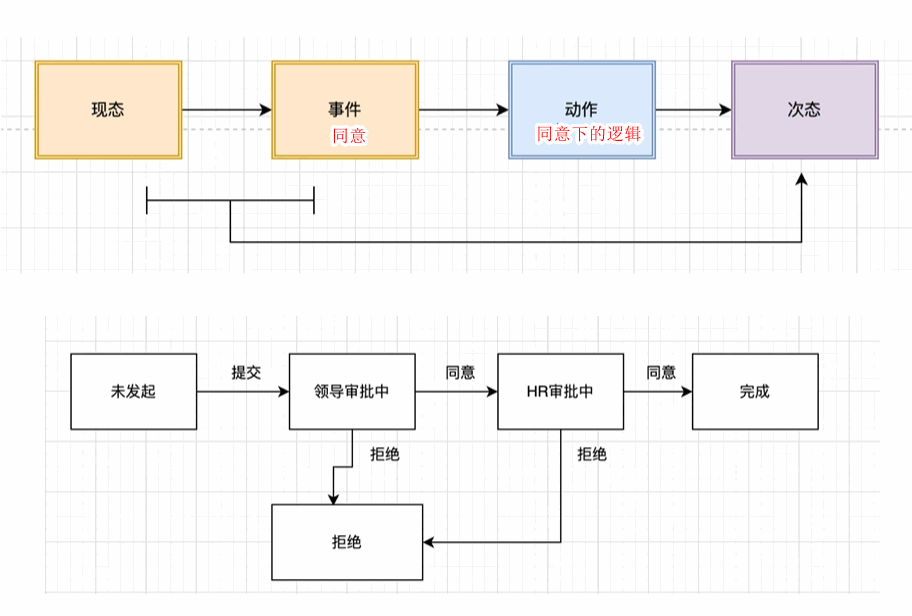 现态
事件
同意
动作
同意下的逻辑
次态
未发起
提交
领导审批中
同意
HR审批中
同意
完成
拒绝
拒绝
拒绝